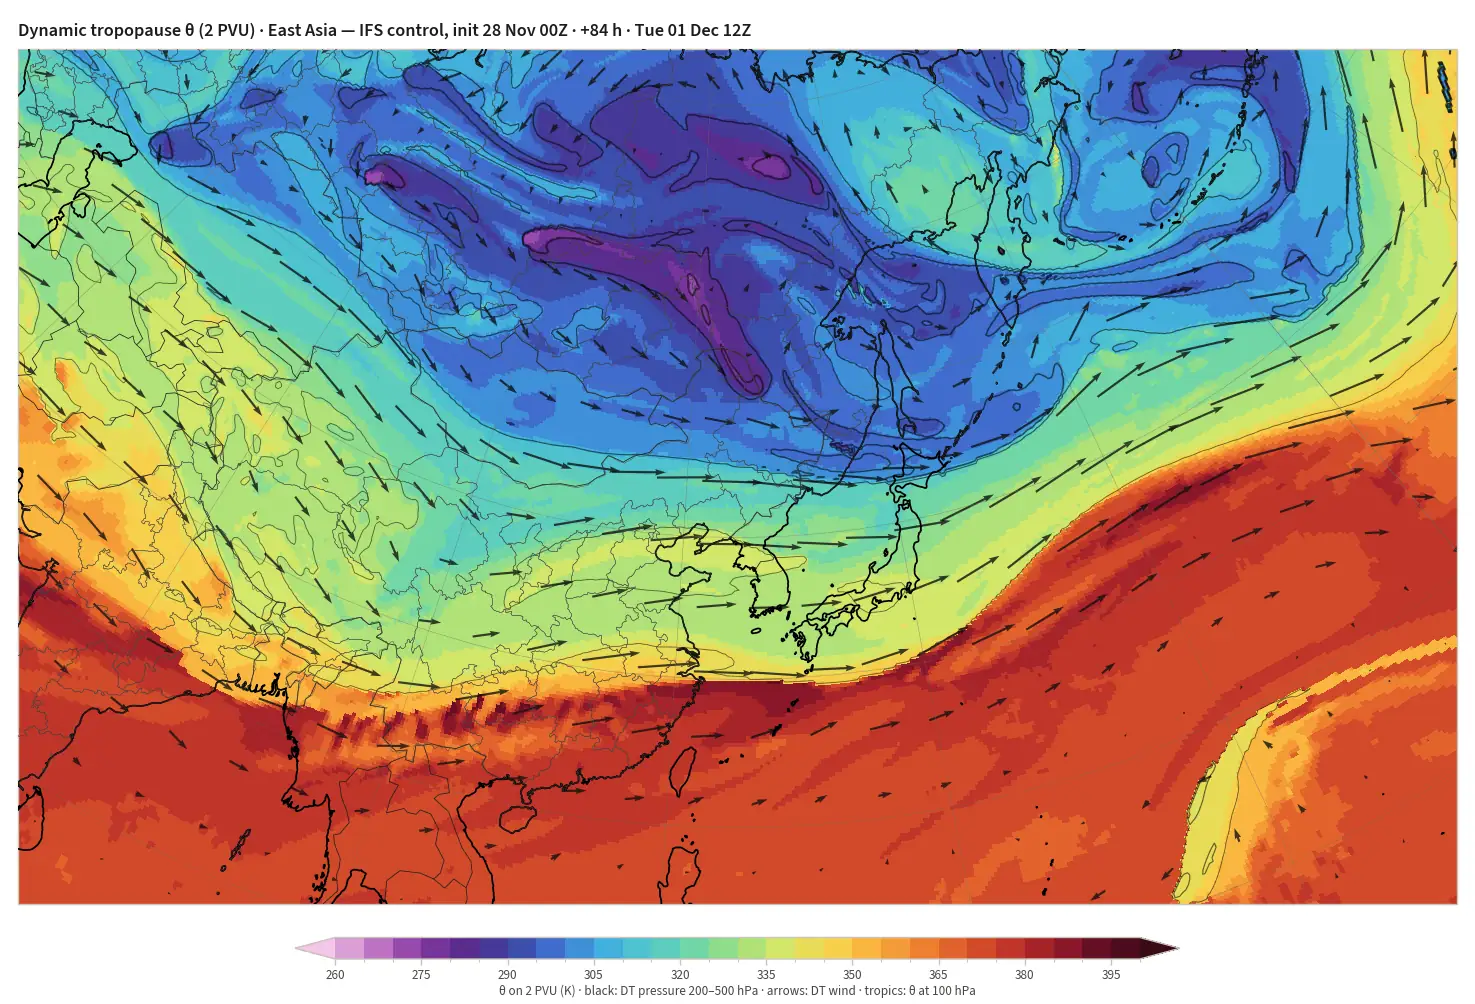 Dynamic tropopause θ (2 PVU) · East Asia — IFS control, init 28 Nov 00Z · +84 h · Tue 01 Dec 12Z
260 275 290 305 320 335 350 365 380 395
θ on 2 PVU (K) · black: DT pressure 200–500 hPa · arrows: DT wind · tropics: θ at 100 hPa